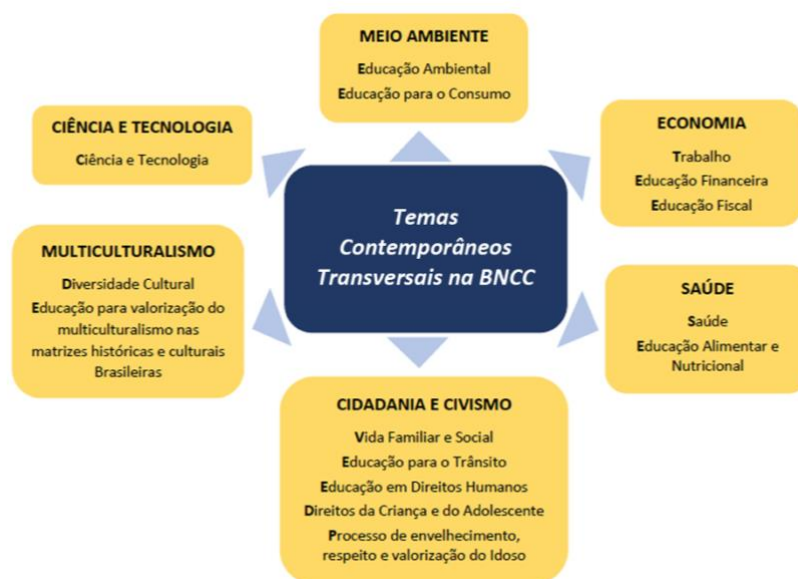 MEIO AMBIENTE
Educação Ambiental
Educação para o Consumo
CIÊNCIA E TECNOLOGIA
Ciência e Tecnologia
ECONOMIA
Trabalho
Educação Financeira
Educação Fiscal
Temas
Contemporâneos
Transversais na BNCC
MULTICULTURALISMO
Diversidade Cultural
Educação para valorização do
multiculturalismo nas
matrizes históricas e culturais
Brasileiras
SAÚDE
Saúde
Educação Alimentar e
Nutricional
CIDADANIA E CIVISMO
Vida Familiar e Social
Educação para o Trânsito
Educação em Direitos Humanos
Direitos da Criança e do Adolescente
Processo de envelhecimento,
respeito e valorização do Idoso